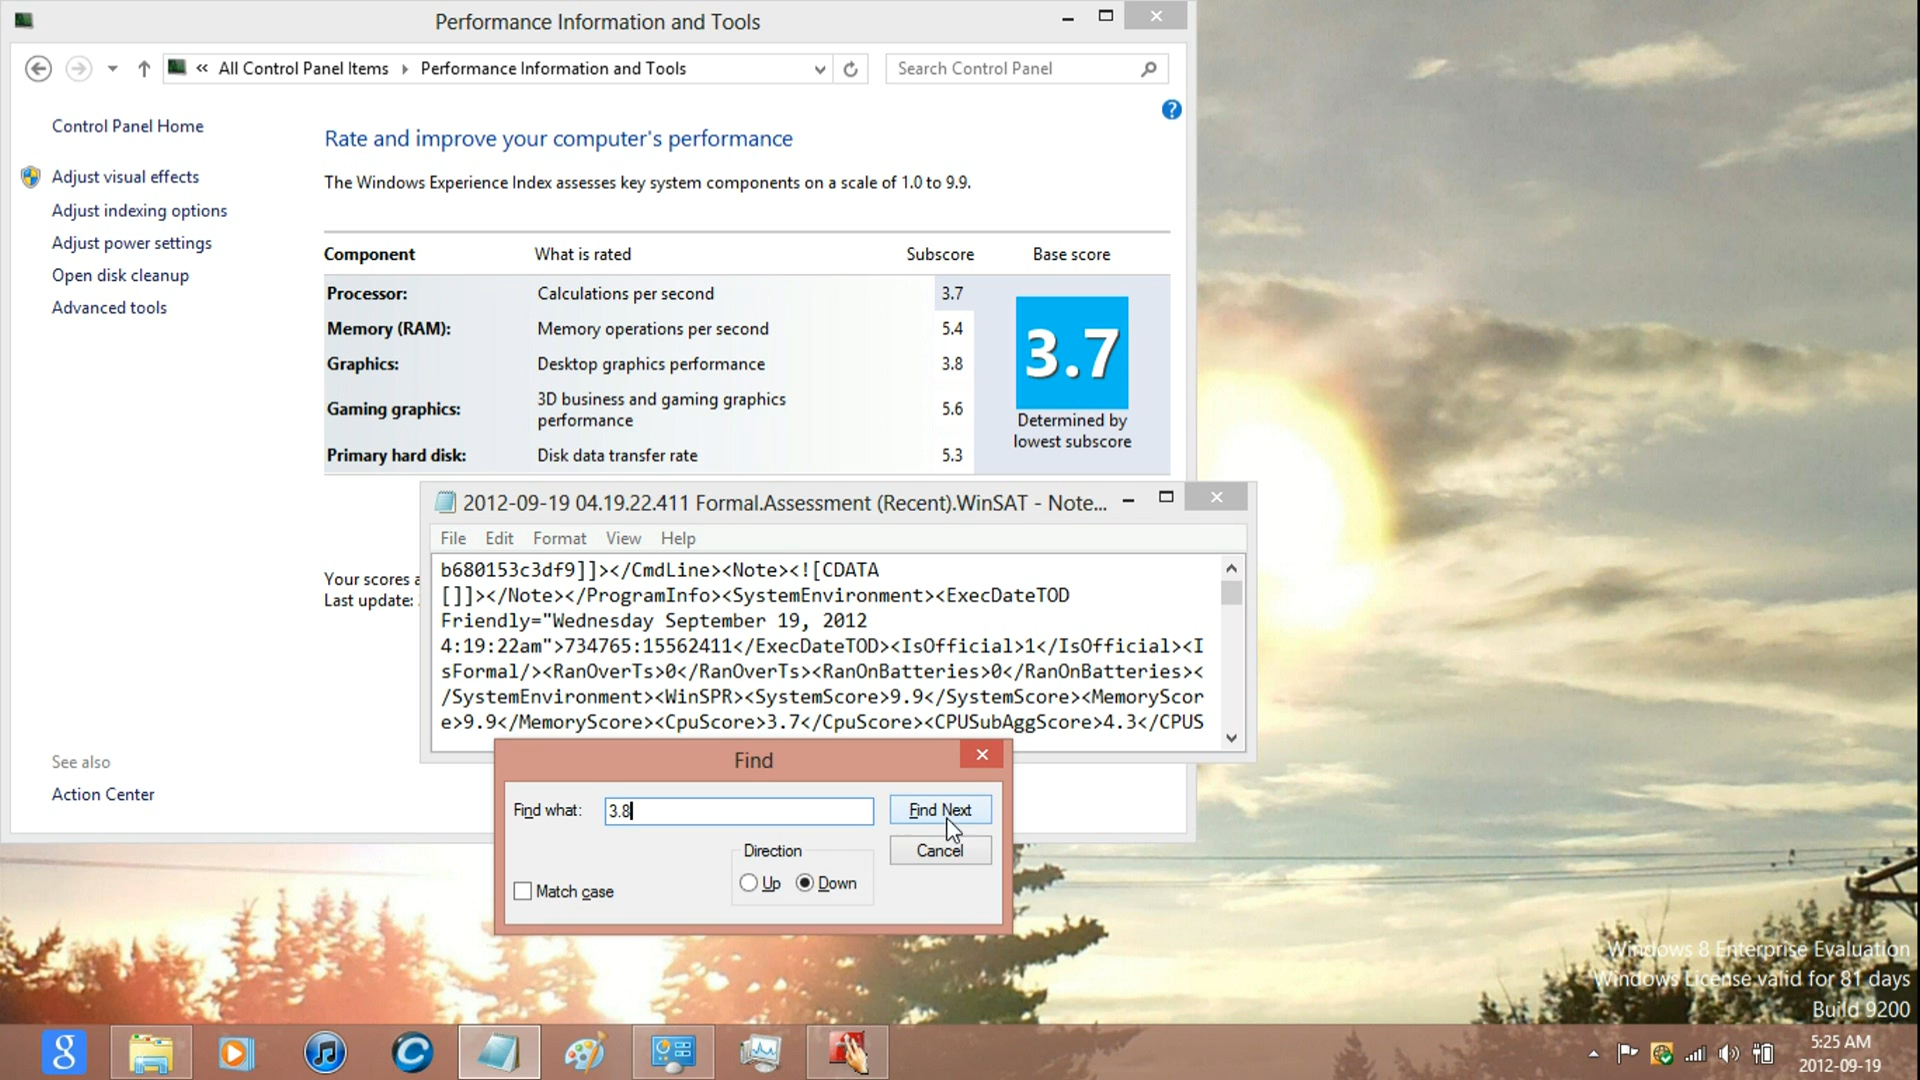 Performance Information and Tools
« All Control Panel Items Performance Information and Tools
Search Control Panel
Control Panel Home
Adjust visual effects
Adjust indexing options
Adjust power settings
Open disk cleanup
Advanced tools
Rate and improve your computer's performance
The Windows Experience Index assesses key system components on a scale of 1.0 to 9.9.
Component What is rated Subscore Base score
Processor: Calculations per second 3.7
Memory (RAM): Memory operations per second 5.4
Graphics: Desktop graphics performance 3.8
Gaming graphics: 3D business and gaming graphics
performance 5.6
Primary hard disk: Disk data transfer rate 5.3
3.7
Determined by
lowest subscore
Your scores a
Last update:
See also
Action Center
2012-09-19 04.19.22.411 Formal.Assessment (Recent).WinSAT - Note...
File Edit Format View Help
b680153c3df9]]></CmdLine><Note><![CDATA
[]]></Note></ProgramInfo><SystemEnvironment><ExecDateTOD
Friendly="Wednesday September 19, 2012
4:19:22am">734765:15562411</ExecDateTOD><IsOfficial>1</IsOfficial><I
sFormal/><RanOverTs>0</RanOverTs><RanOnBatteries>0</RanOnBatteries><
/SystemEnvironment><WinSPR><SystemScore>9.9</SystemScore><MemoryScor
e>9.9</MemoryScore><CpuScore>3.7</CpuScore><CPUSubAggScore>4.3</CPUS
Find
Find what: 3.8
Find Next
Cancel
Direction
Up Down
Match case
Windows 8 Enterprise Evaluation
Windows License valid for 81 days
Build 9200
5:25 AM
2012-09-19